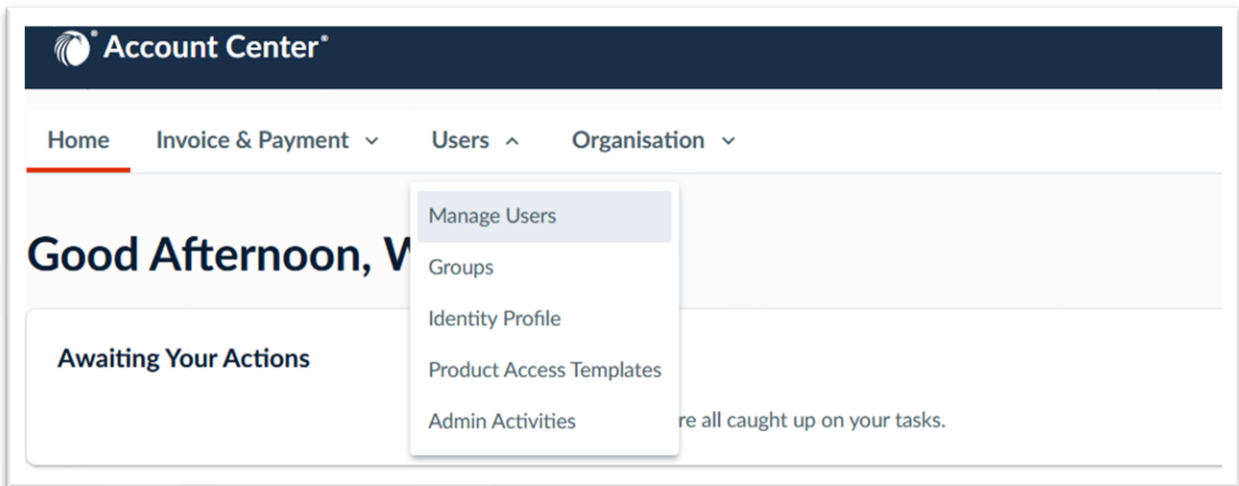 Account Center®
Home Invoice & Payment Users Organisation
Manage Users
Good Afternoon,
Groups
Identity Profile
Awaiting Your Actions
Product Access Templates
Admin Activities
all caught up on your tasks.